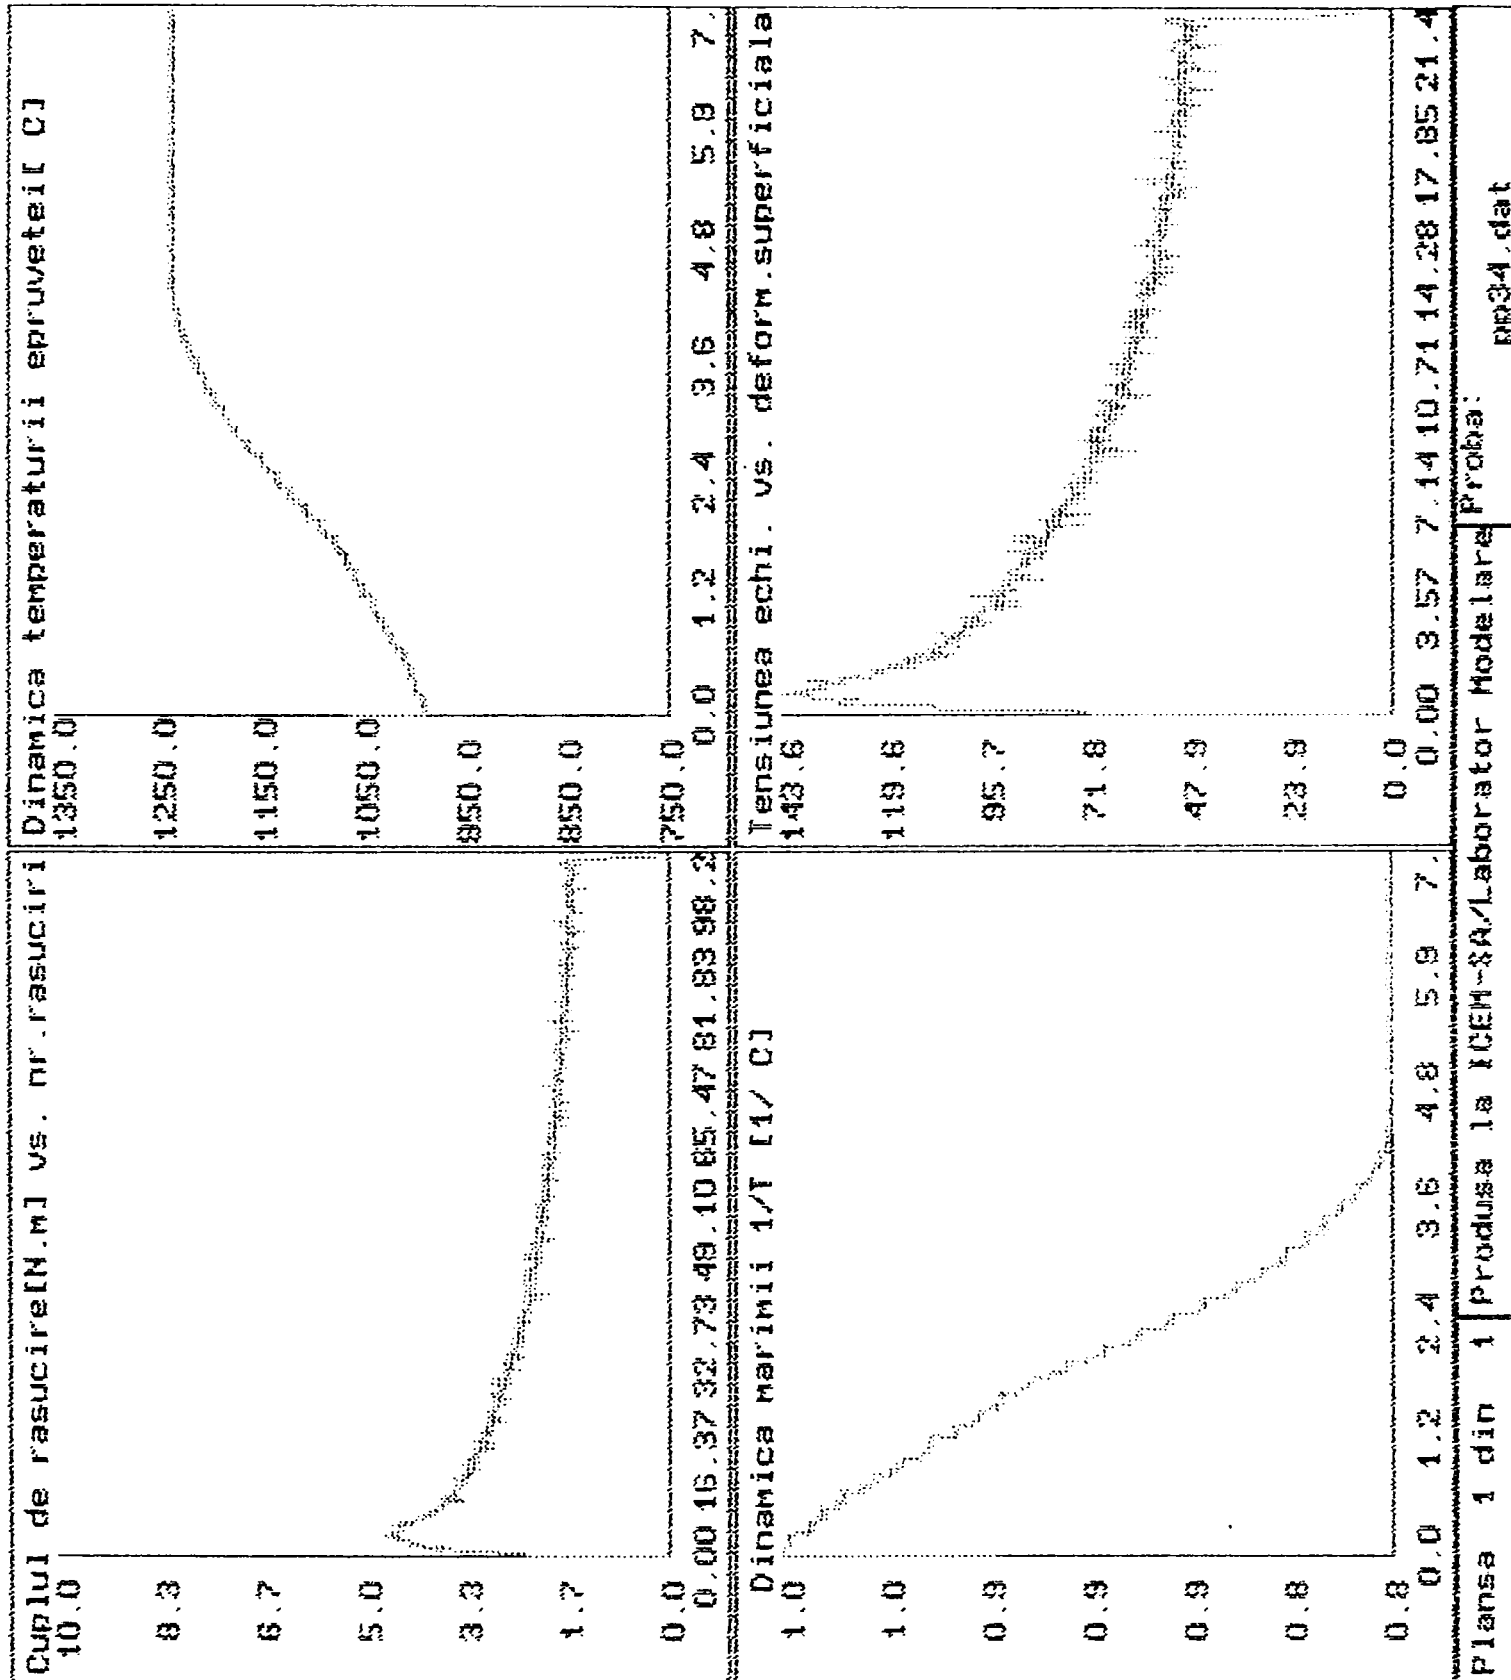 Cuplul de rasucire[N.m] vs. nr.rasuciri
10.0
8.3
6.7
5.0
3.3
1.7
0.0
0.00 16.37 32.73 49.10 65.47 81.83 98.2
Dinamica temperaturii epruvetei[ C]
1350.0
1250.0
1150.0
1050.0
950.0
850.0
750.0
0.0 1.2 2.4 3.6 4.8 5.9 7.
Dinamica marimii 1/T [1/ C]
1.0
1.0
0.9
0.9
0.9
0.8
0.8
0.0 1.2 2.4 3.6 4.8 5.9 7.
Tensiunea echi. vs. deform.superficiala
143.6
119.6
95.7
71.8
47.9
23.9
0.0
0.00 3.57 7.14 10.71 14.28 17.85 21.4
Plansa 1 din 1
Produsa la ICEM-SA/Laborator Modelare
Proba:
pp34.dat